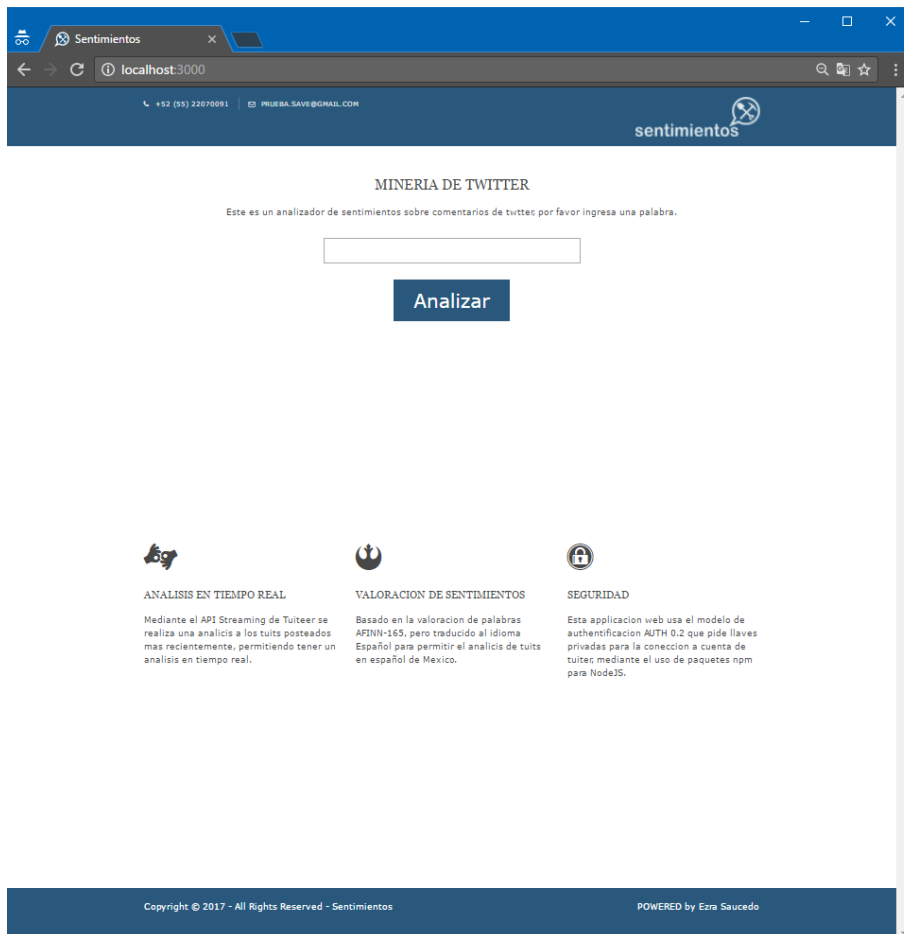 Sentimientos
localhost:3000
+52 (55) 22070091
PRUEBA.SAVE@GMAIL.COM
sentimientos
MINERIA DE TWITTER
Este es un analizador de sentimientos sobre comentarios de twtter, por favor ingresa una palabra.
Analizar
ANALISIS EN TIEMPO REAL
Mediante el API Streaming de Tuiteer se
realiza una analicis a los tuits posteados
mas recientemente, permitiendo tener un
analisis en tiempo real.
VALORACION DE SENTIMIENTOS
Basado en la valoracion de palabras
AFINN-165, pero traducido al idioma
Español para permitir el analicis de tuits
en español de Mexico.
SEGURIDAD
Esta applicacion web usa el modelo de
authentificacion AUTH 0.2 que pide llaves
privadas para la coneccion a cuenta de
tuiter, mediante el uso de paquetes npm
para NodeJS.
Copyright © 2017 - All Rights Reserved - Sentimientos
POWERED by Ezra Saucedo